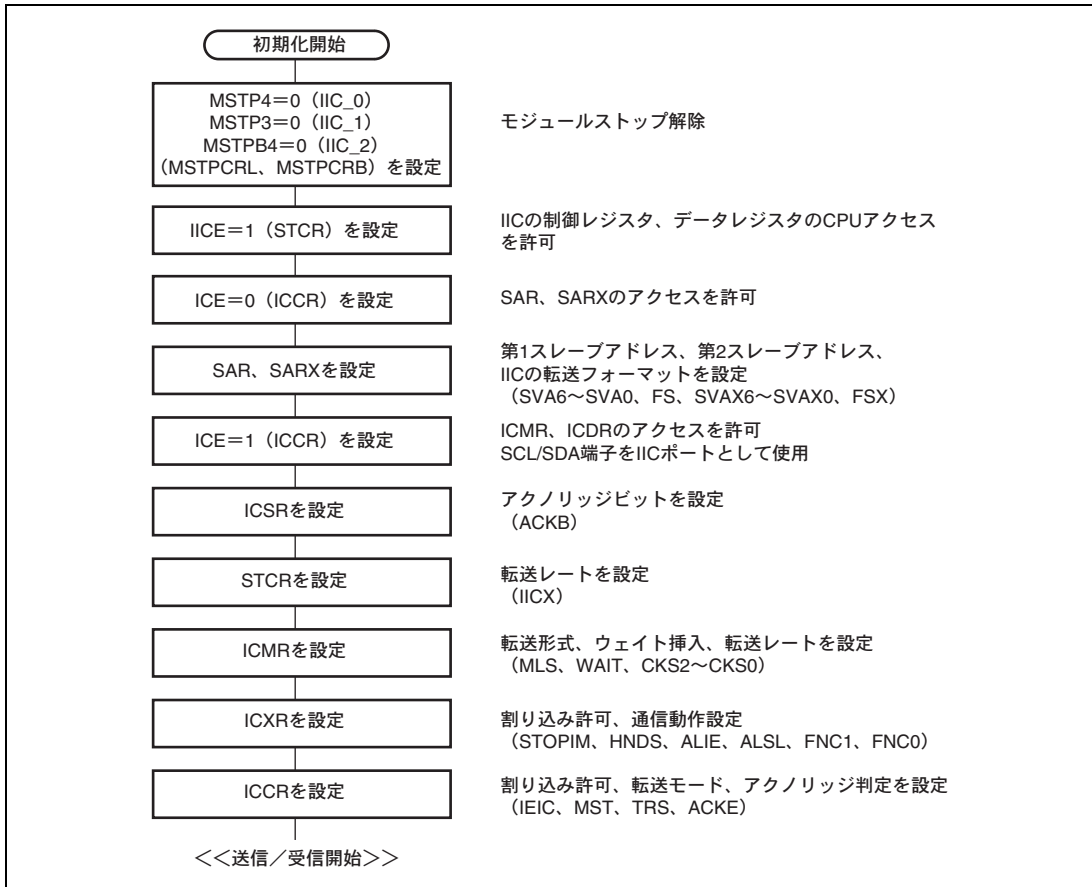 初期化開始
MSTP4＝0（IIC_0）
MSTP3＝0（IIC_1）
MSTPB4＝0（IIC_2）
（MSTPCRL、MSTPCRB）を設定
モジュールストップ解除
IICE＝1（STCR）を設定
IICの制御レジスタ、データレジスタのCPUアクセス
を許可
ICE＝0（ICCR）を設定
SAR、SARXのアクセスを許可
SAR、SARXを設定
第1スレーブアドレス、第2スレーブアドレス、
IICの転送フォーマットを設定
（SVA6～SVA0、FS、SVAX6～SVAX0、FSX）
ICE＝1（ICCR）を設定
ICMR、ICDRのアクセスを許可
SCL/SDA端子をIICポートとして使用
ICSRを設定
アクノリッジビットを設定
（ACKB）
STCRを設定
転送レートを設定
（IICX）
ICMRを設定
転送形式、ウェイト挿入、転送レートを設定
（MLS、WAIT、CKS2～CKS0）
ICXRを設定
割り込み許可、通信動作設定
（STOPIM、HNDS、ALIE、ALSL、FNC1、FNC0）
ICCRを設定
割り込み許可、転送モード、アクノリッジ判定を設定
（IEIC、MST、TRS、ACKE）
＜＜送信／受信開始＞＞